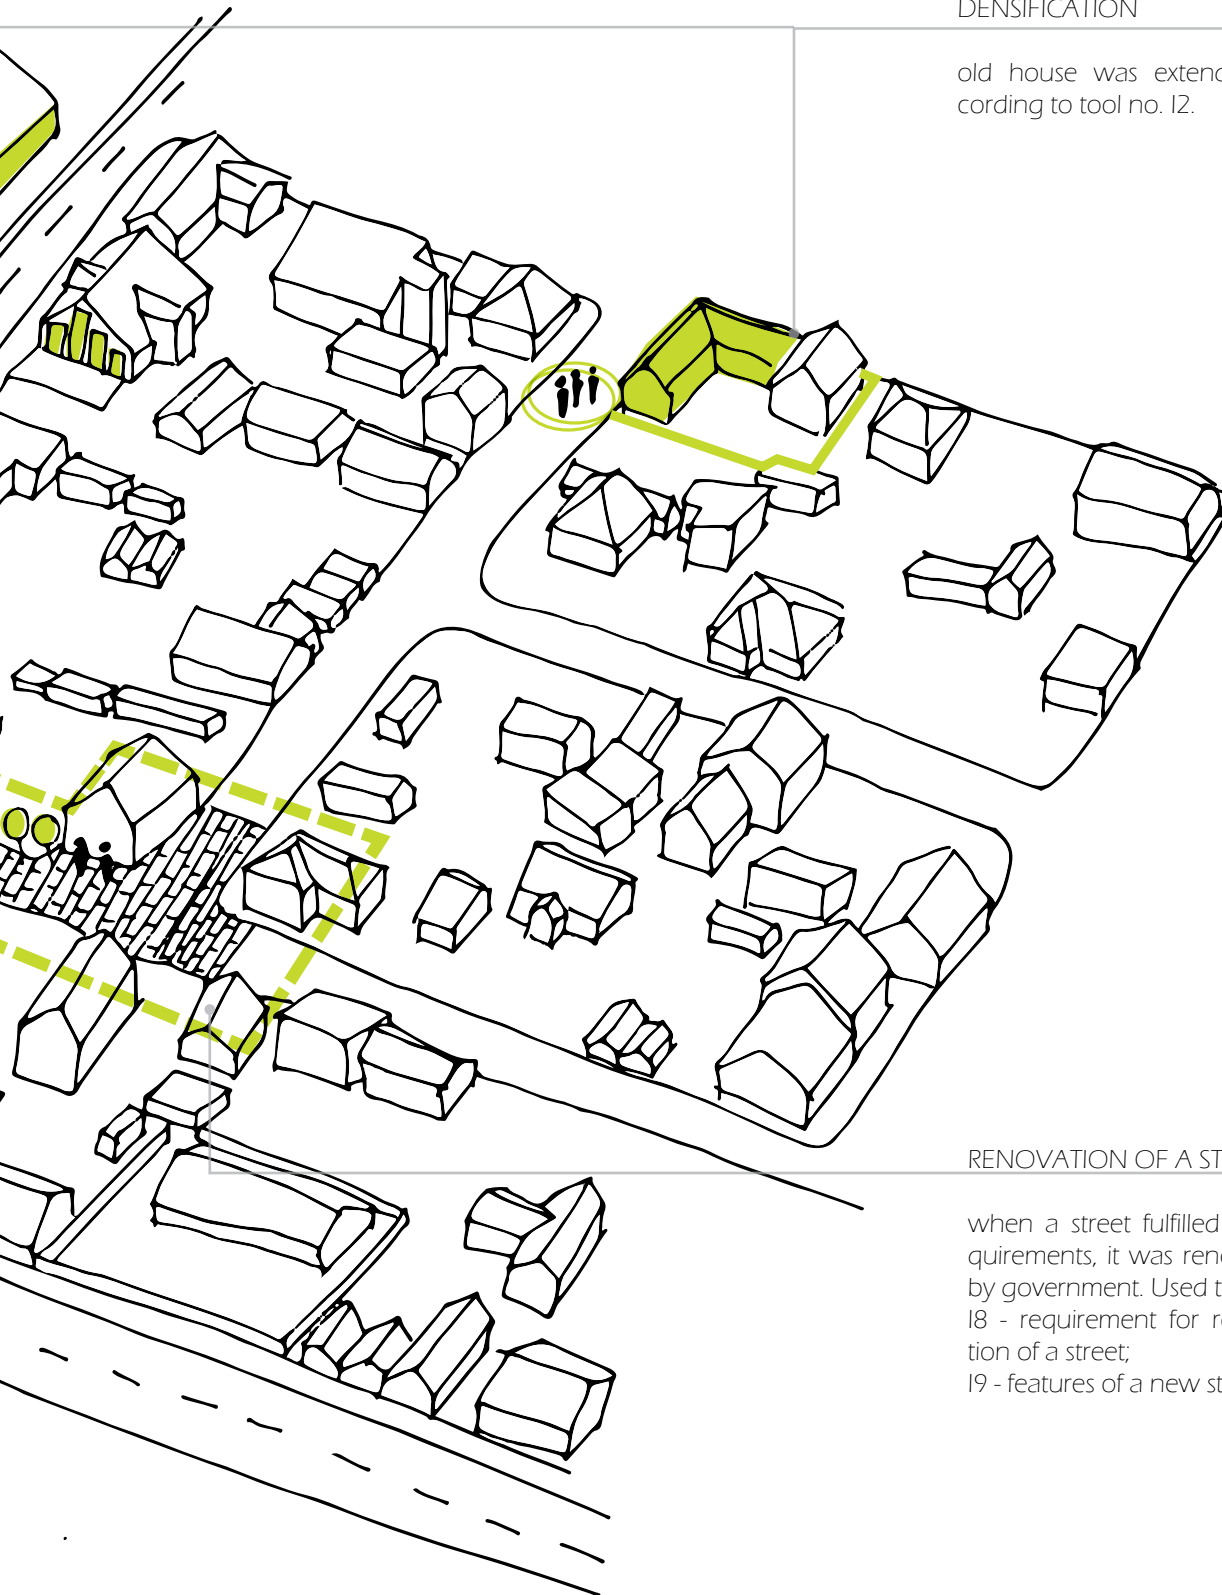 DENSIFICATION
old house was extend
cording to tool no. 12.
RENOVATION OF A ST
when a street fulfilled
quirements, it was ren
by government. Used t
18 - requirement for r
tion of a street;
19 - features of a new st